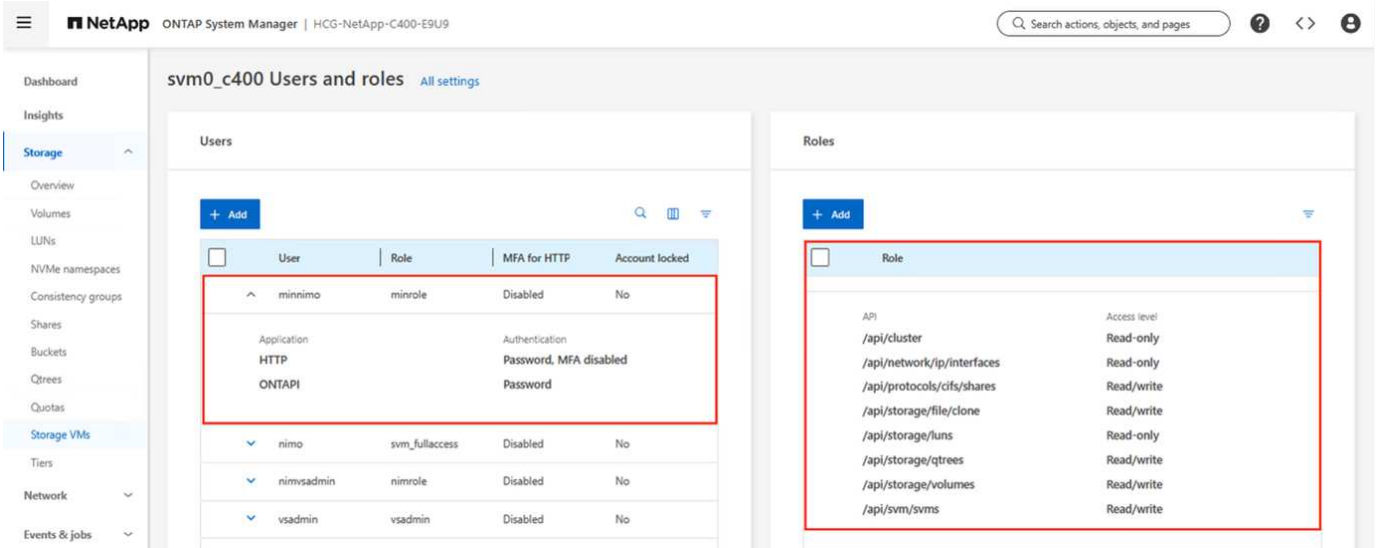 NetApp ONTAP System Manager | HCG-NetApp-C400-E9U9
Search actions, objects, and pages
Dashboard
Insights
Storage
Overview
Volumes
LUNs
NVMe namespaces
Consistency groups
Shares
Buckets
Qtrees
Quotas
Storage VMs
Tiers
Network
Events & jobs
svm0_c400 Users and roles All settings
Users
+ Add
User Role MFA for HTTP Account locked
minnimo minrole Disabled No
Application Authentication
HTTP Password, MFA disabled
ONTAPI Password
nimo svm_fullaccess Disabled No
nimvsadmin nimrole Disabled No
vsadmin vsadmin Disabled No
Roles
+ Add
Role
API Access level
/api/cluster Read-only
/api/network/ip/interfaces Read-only
/api/protocols/cifs/shares Read/write
/api/storage/file/clone Read/write
/api/storage/luns Read-only
/api/storage/qtrees Read/write
/api/storage/volumes Read/write
/api/svm/svms Read/write